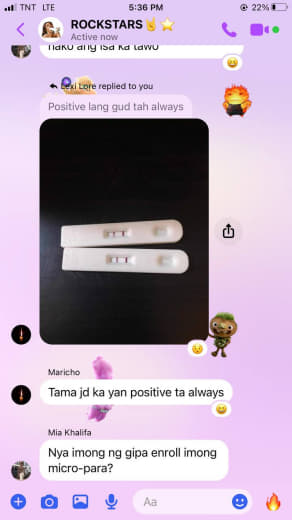 TNT LTE
5:36 PM
22%
ROCKSTARS
Active now
nako ang isa ka tawo
Lexi Lore replied to you
Positive lang gud tah always
Maricho
Tama jd ka yan positive ta always
Mia Khalifa
Nya imong ng gipa enroll imong
micro-para?
Aa